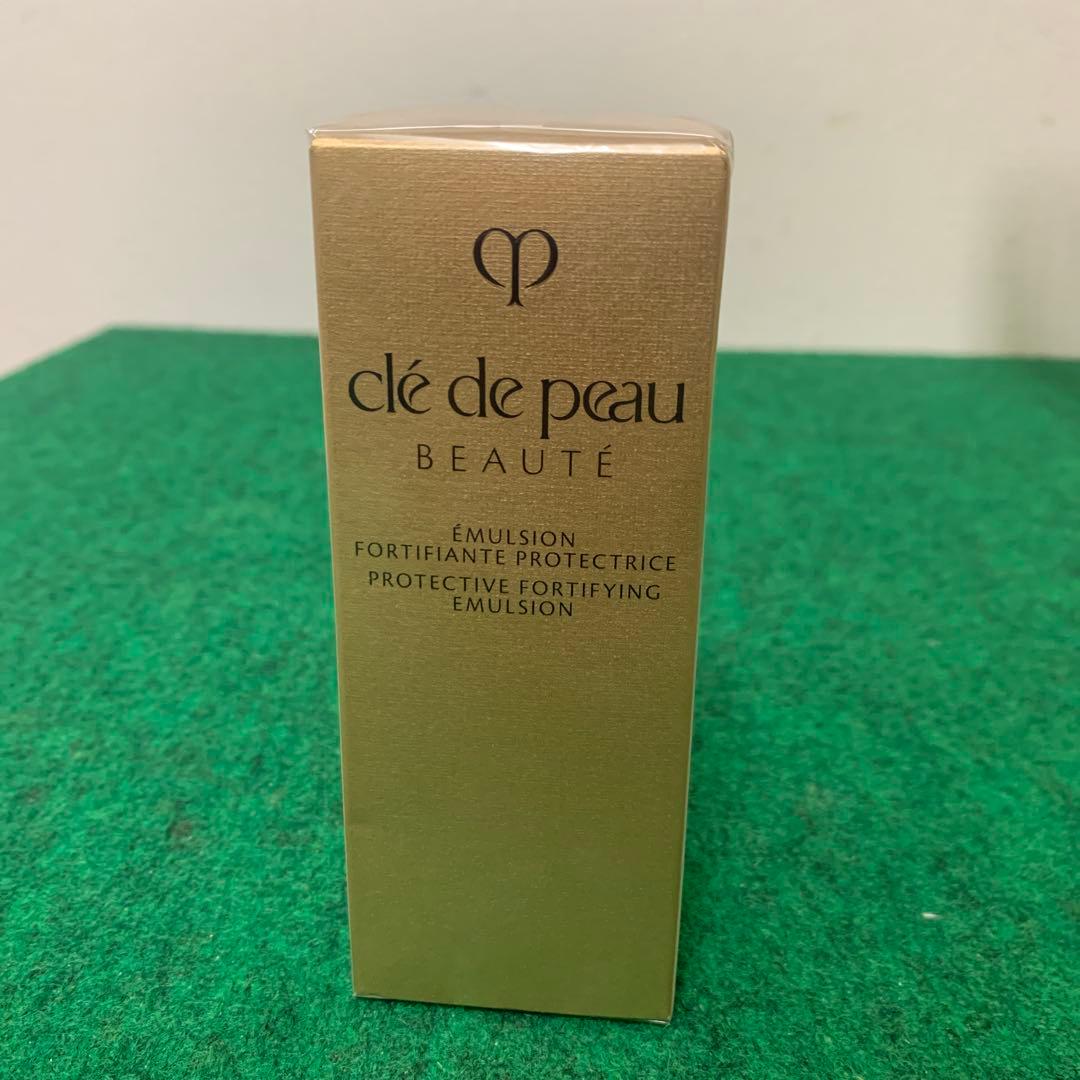 clé de peau
BEAUTÉ
ÉMULSION
FORTIFIANTE PROTECTRICE
PROTECTIVE FORTIFYING
EMULSION